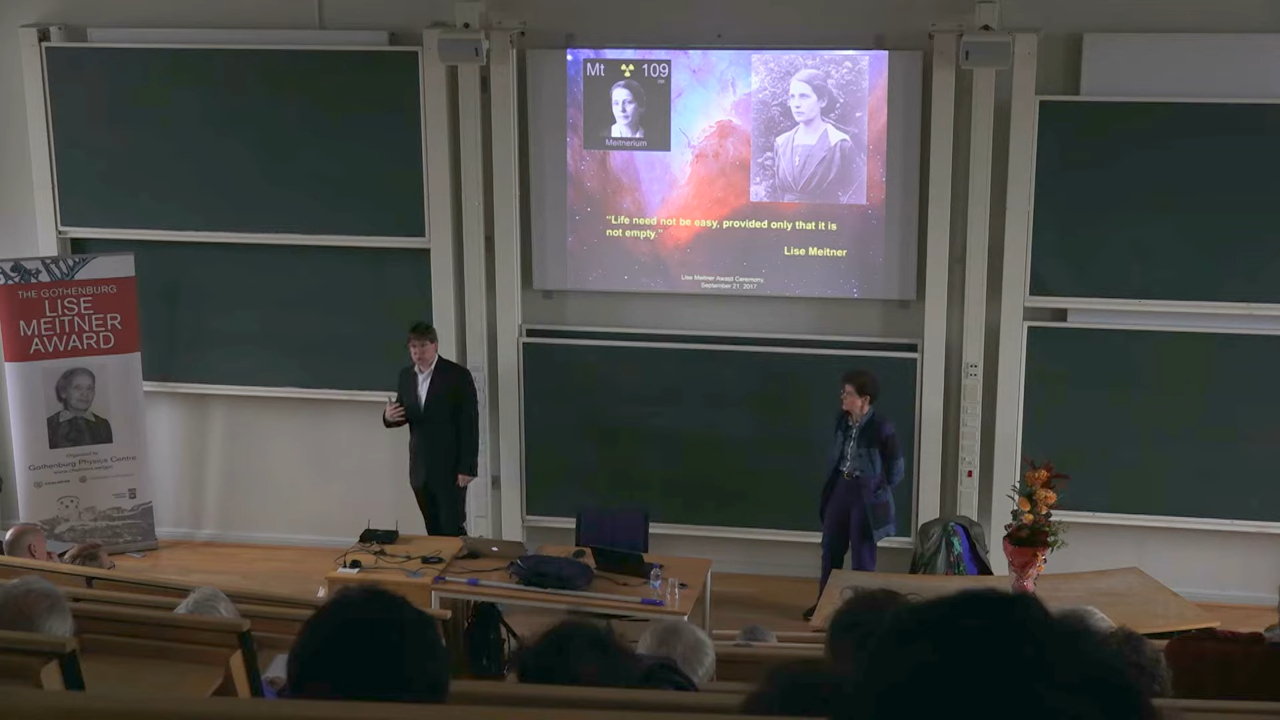 Mt 109
Meitnerium
“Life need not be easy, provided only that it is
not empty.”
Lise Meitner
Lise Meitner Award Ceremony,
September 21, 2017
THE GOTHENBURG
LISE
MEITNER
AWARD
Organized by
Gothenburg Physics Centre